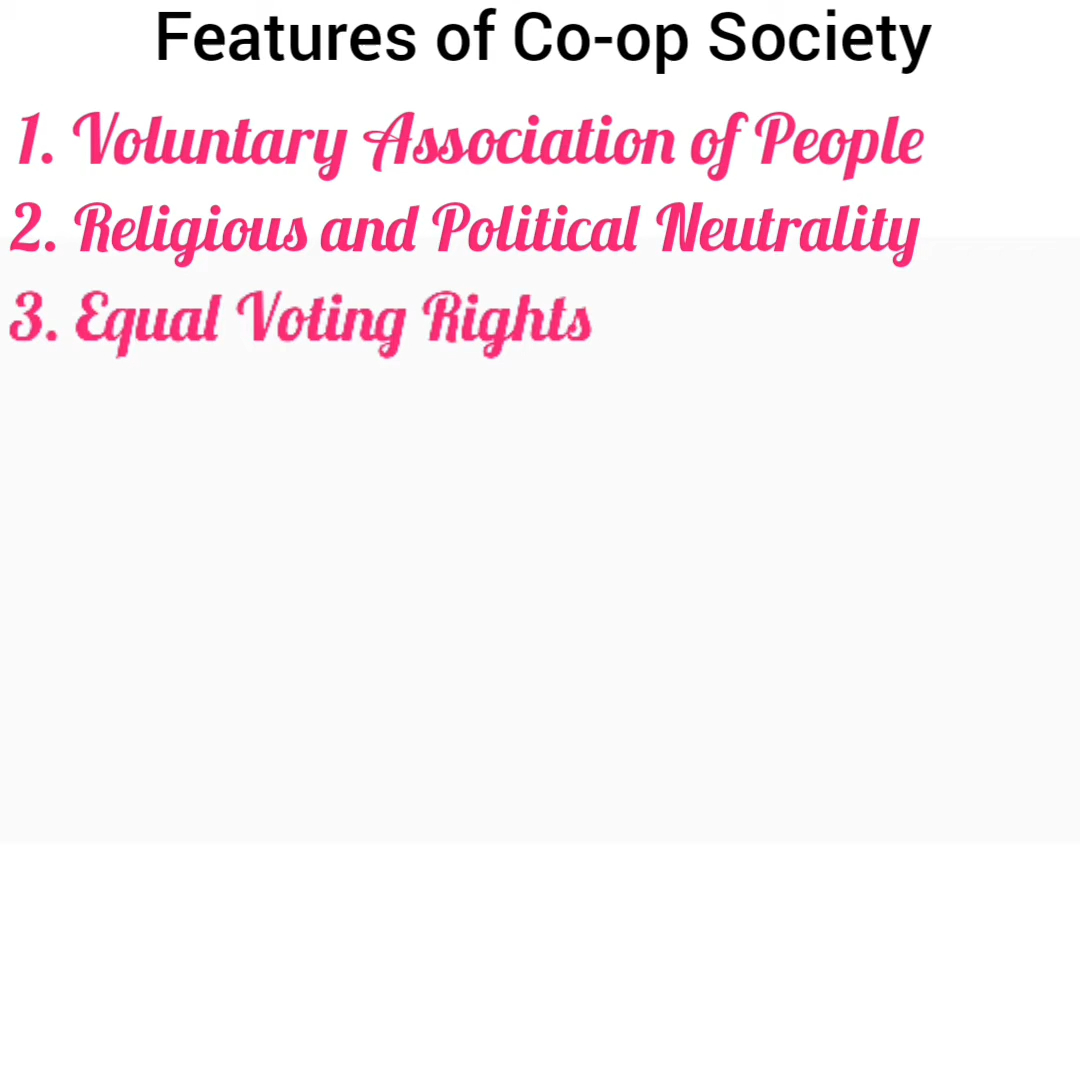 Features of Co-op Society
1. Voluntary Association of People
2. Religious and Political Neutrality
3. Equal Voting Rights